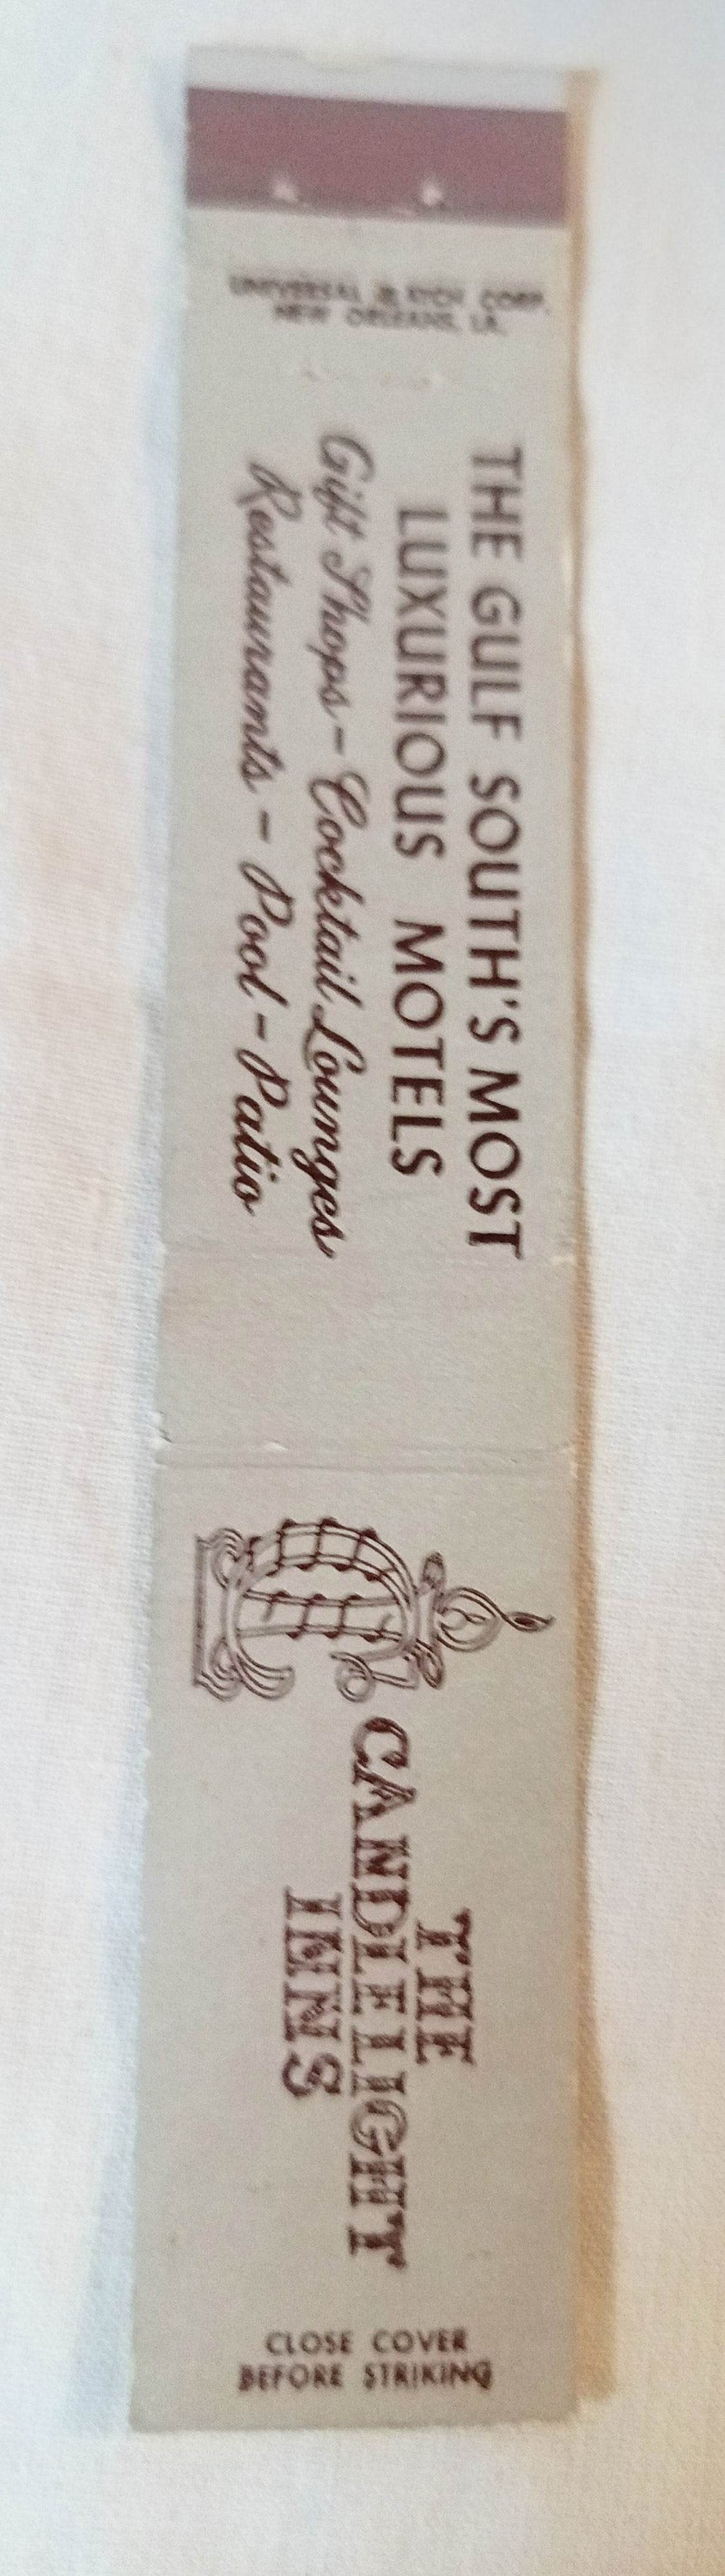 UNIVERSAL MATCH CORP.
NEW ORLEANS, LA.
THE GULF SOUTH'S MOST
LUXURIOUS MOTELS
Gift Shops - Cocktail Lounges
Restaurants - Pool - Patio
THE
CANDLELIGHT
INNS
CLOSE COVER
BEFORE STRIKING